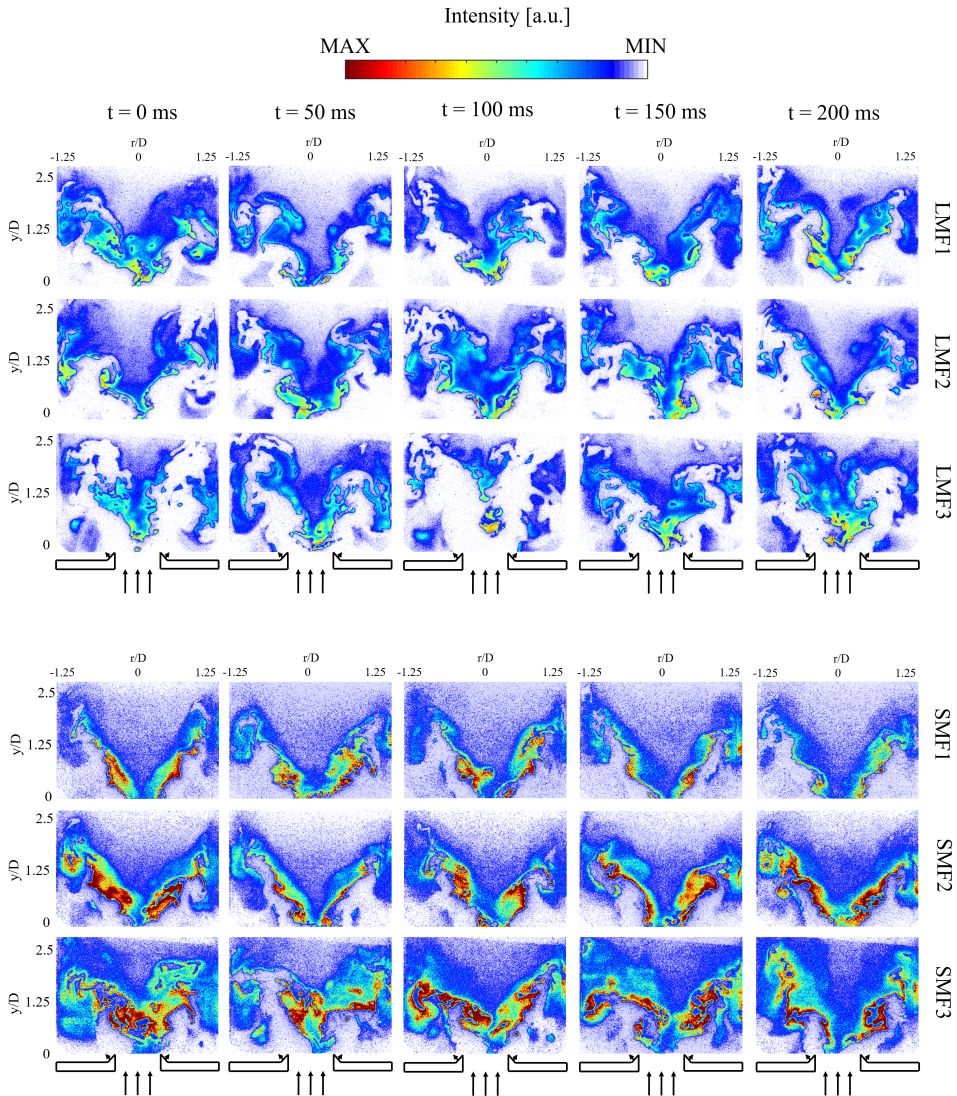 Intensity [a.u.]
MAX MIN
t = 0 ms t = 50 ms t = 100 ms t = 150 ms t = 200 ms
r/D r/D r/D r/D r/D
-1.25 0 1.25 -1.25 0 1.25 -1.25 0 1.25 -1.25 0 1.25 -1.25 0 1.25
2.5
y/D 1.25 LMF1
0
2.5
y/D 1.25 LMF2
0
2.5
y/D 1.25 LMF3
0
r/D r/D r/D r/D r/D
-1.25 0 1.25 -1.25 0 1.25 -1.25 0 1.25 -1.25 0 1.25 -1.25 0 1.25
2.5
y/D 1.25 SMF1
0
2.5
y/D 1.25 SMF2
0
2.5
y/D 1.25 SMF3
0